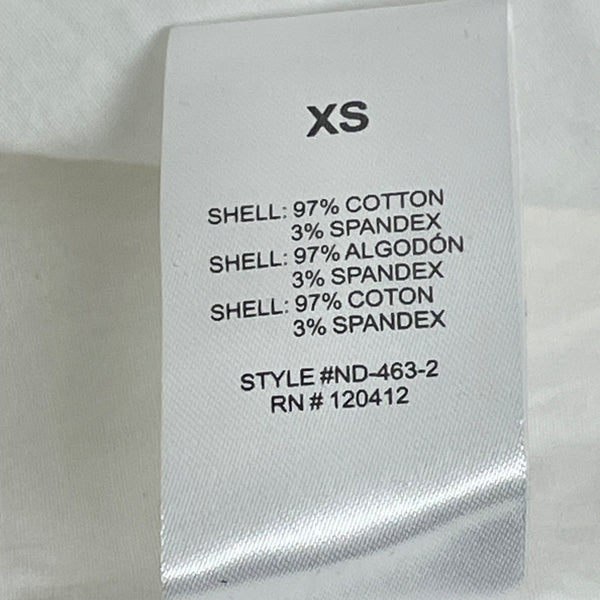 XS
SHELL: 97% COTTON
3% SPANDEX
SHELL: 97% ALGODÓN
3% SPANDEX
SHELL: 97% COTON
3% SPANDEX
STYLE #ND-463-2
RN # 120412